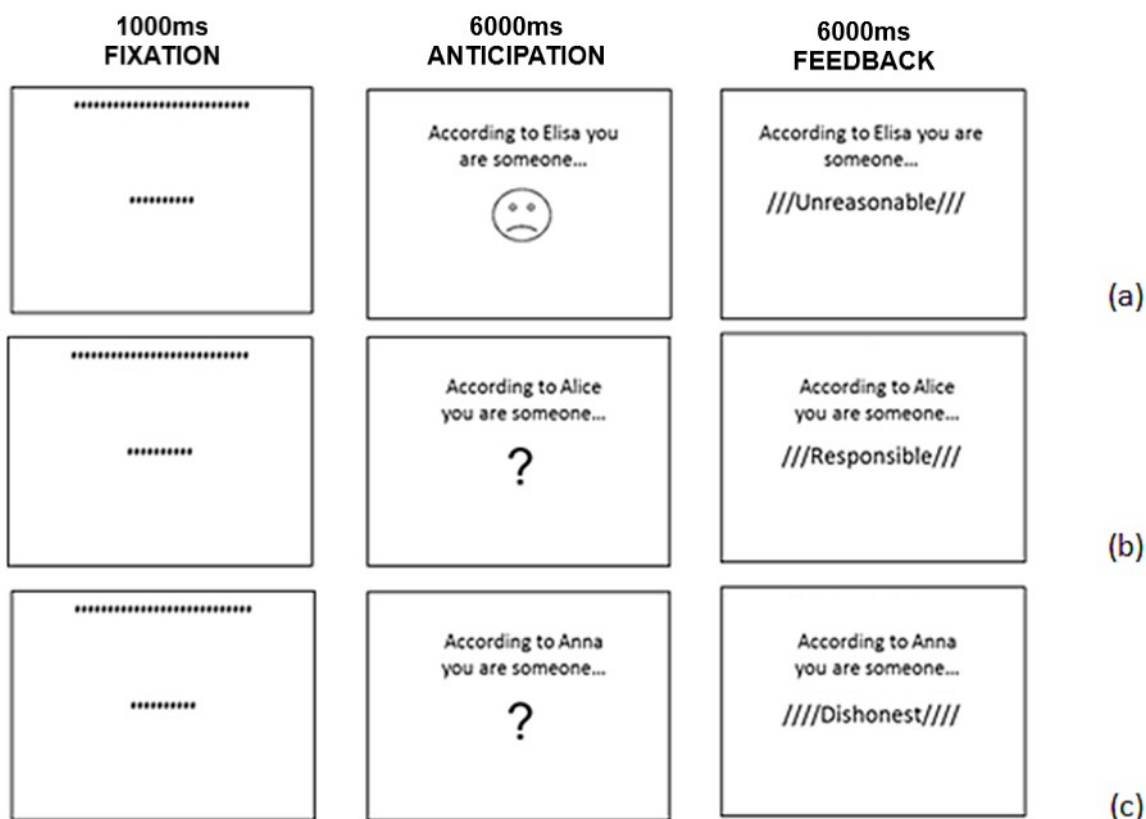 1000ms
FIXATION
6000ms
ANTICIPATION
6000ms
FEEDBACK
According to Elisa you
are someone...
According to Elisa you are
someone...
///Unreasonable///
(a)
According to Alice
you are someone...
?
According to Alice
you are someone...
///Responsible///
(b)
According to Anna
you are someone...
?
According to Anna
you are someone...
////Dishonest////
(c)